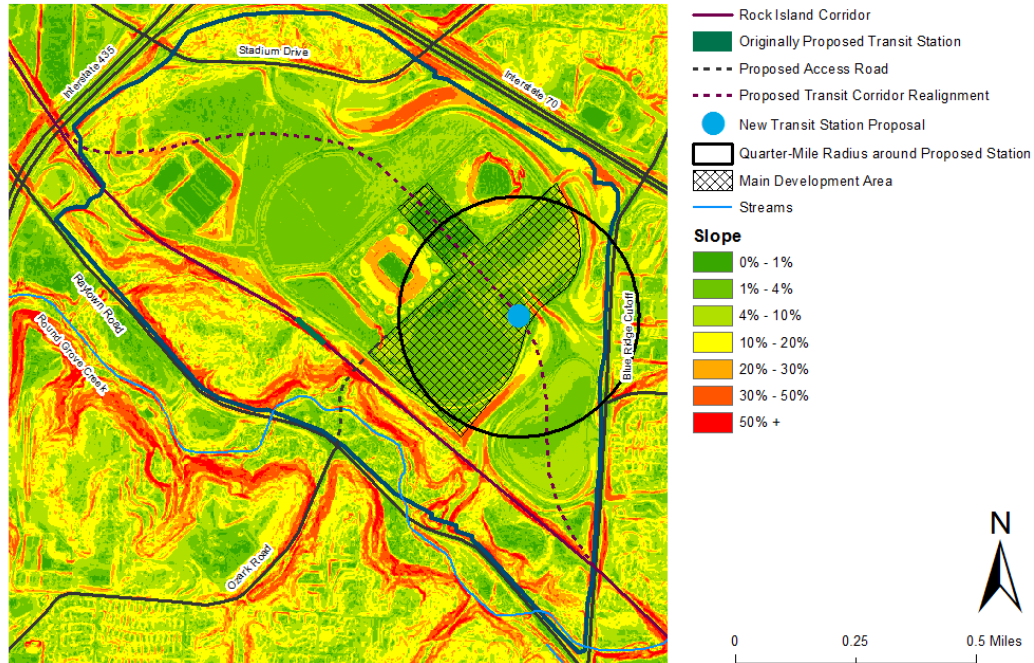 Stadium Drive
Interstate 435
Interstate 70
Raytown Road
Round Grove Creek
Blue Ridge Cutoff
Ozark Road
Rock Island Corridor
Originally Proposed Transit Station
Proposed Access Road
Proposed Transit Corridor Realignment
New Transit Station Proposal
Quarter-Mile Radius around Proposed Station
Main Development Area
Streams
Slope
0% - 1%
1% - 4%
4% - 10%
10% - 20%
20% - 30%
30% - 50%
50% +
N
0 0.25 0.5 Miles